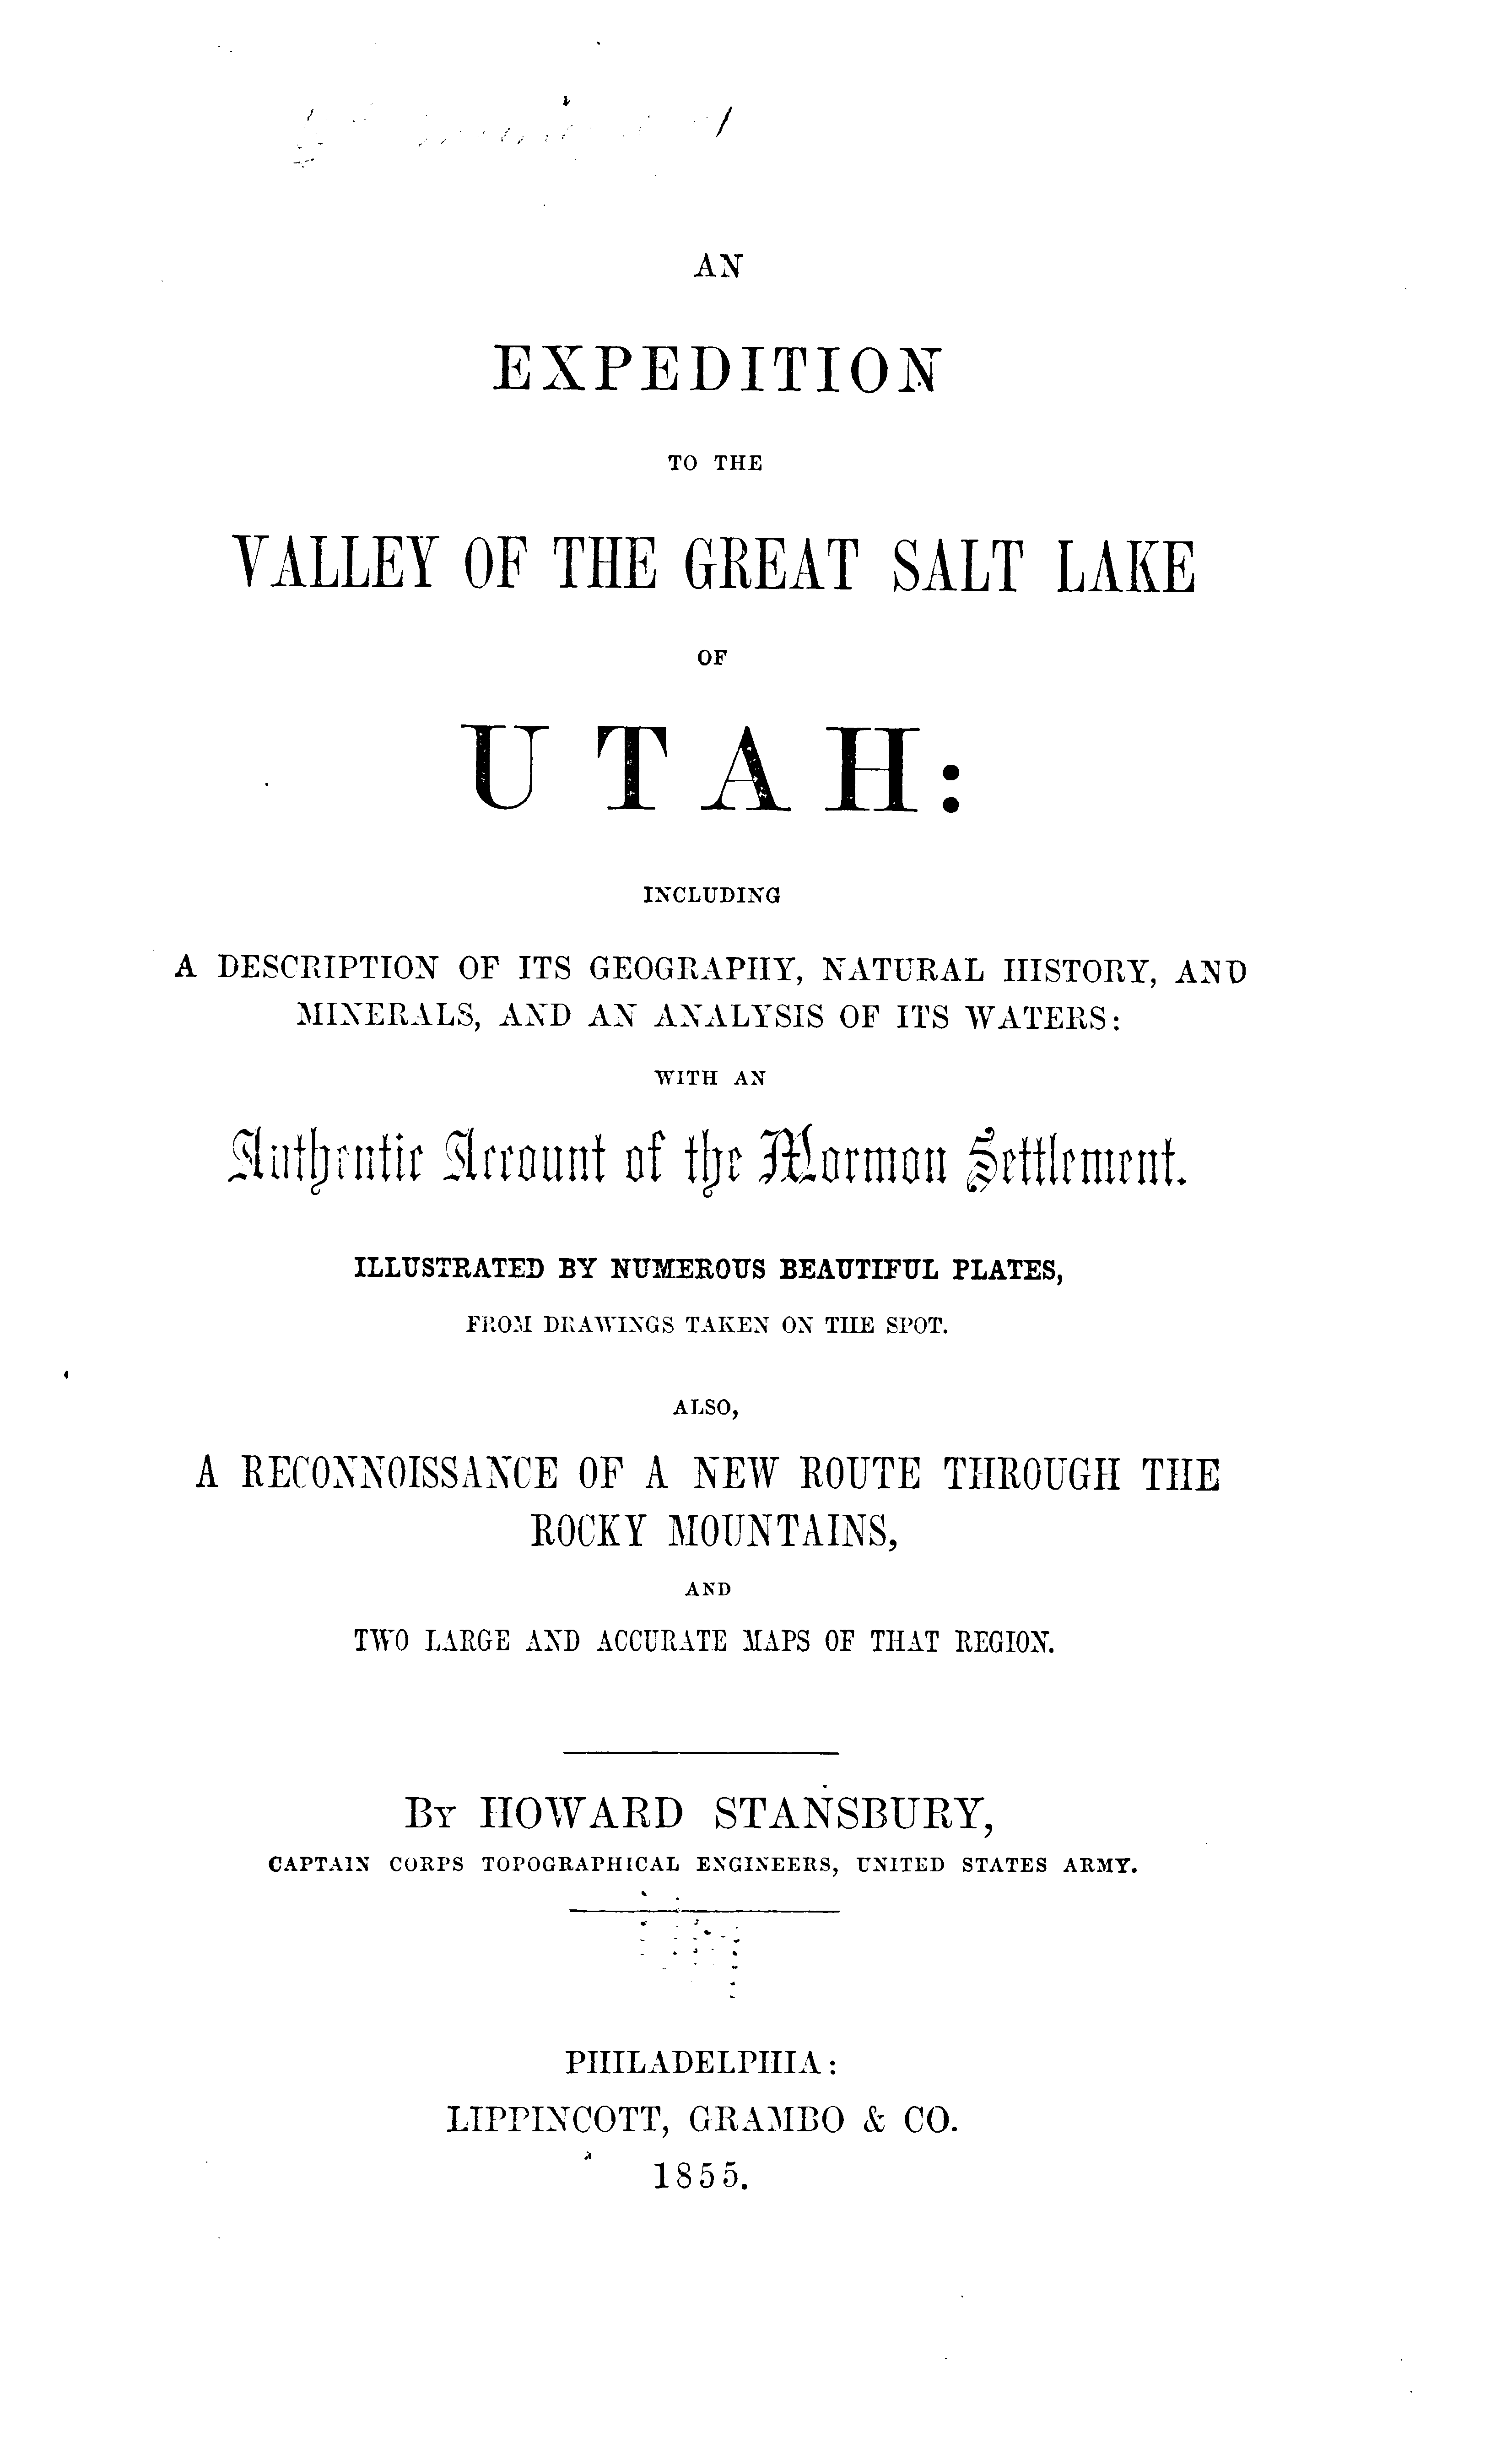 AN
EXPEDITION
TO THE
VALLEY OF THE GREAT SALT LAKE
OF
UTAH:
INCLUDING
A DESCRIPTION OF ITS GEOGRAPHY, NATURAL HISTORY, AND
MINERALS, AND AN ANALYSIS OF ITS WATERS:
WITH AN
Authentic Account of the Mormon Settlement.
ILLUSTRATED BY NUMEROUS BEAUTIFUL PLATES,
FROM DRAWINGS TAKEN ON THE SPOT.
ALSO,
A RECONNOISSANCE OF A NEW ROUTE THROUGH THE
ROCKY MOUNTAINS,
AND
TWO LARGE AND ACCURATE MAPS OF THAT REGION.
BY HOWARD STANSBURY,
CAPTAIN CORPS TOPOGRAPHICAL ENGINEERS, UNITED STATES ARMY.
PHILADELPHIA:
LIPPINCOTT, GRAMBO & CO.
1855.